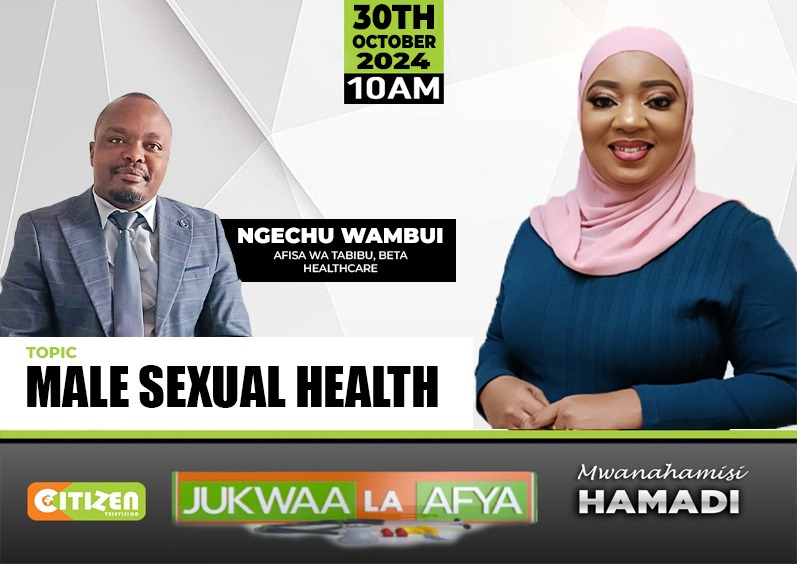 30TH
OCTOBER
2024
10AM
NGECHU WAMBUI
AFISA WA TABIBU, BETA
HEALTHCARE
TOPIC
MALE SEXUAL HEALTH
CITIZEN
TELEVISION
JUKWAA LA AFYA
Mwanahamisi
HAMADI